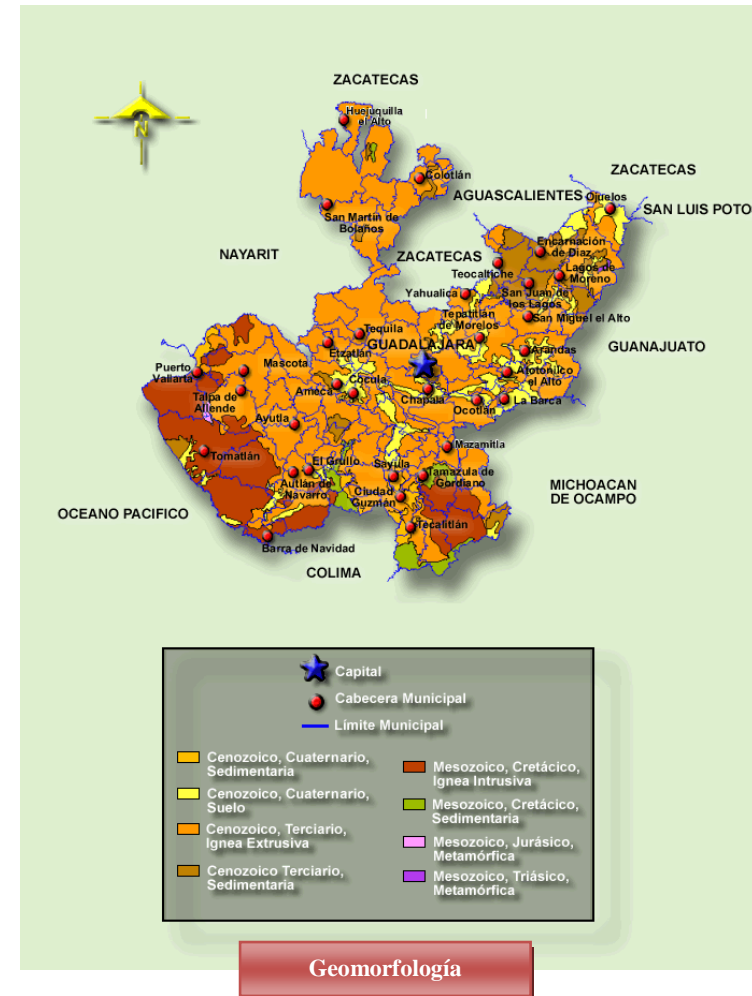 ZACATECAS
Huejuquilla
el Alto
N
Colotlán
ZACATECAS
AGUASCALIENTES
Ojuelos
SAN LUIS POTO
San Martín de
Bolaños
NAYARIT
ZACATECAS
Encarnación
de Díaz
Teocaltiche
Lagos de
Moreno
Yahualica
San Juan de
los Lagos
Tepatitlán
de Morelos
San Miguel el Alto
Tequila
GUADALAJARA
Etzatlán
Arandas
GUANAJUATO
Puerto
Vallarta
Mascota
Cocula
Atotonilco
el Alto
Ameca
Chapala
Talpa de
Allende
Ocotlán
La Barca
Ayutla
Mazamitla
Tomatlán
El Grullo
Sayula
Tamazula de
Gordiano
Autlán de
Navarro
Ciudad
Guzmán
MICHOACAN
DE OCAMPO
OCEANO PACIFICO
Tecalitlán
Barra de Navidad
COLIMA
Capital
Cabecera Municipal
Límite Municipal
Cenozoico, Cuaternario,
Sedimentaria
Cenozoico, Cuaternario,
Suelo
Cenozoico, Terciario,
Ignea Extrusiva
Cenozoico Terciario,
Sedimentaria
Mesozoico, Cretácico,
Ignea Intrusiva
Mesozoico, Cretácico,
Sedimentaria
Mesozoico, Jurásico,
Metamórfica
Mesozoico, Triásico,
Metamórfica
Geomorfología